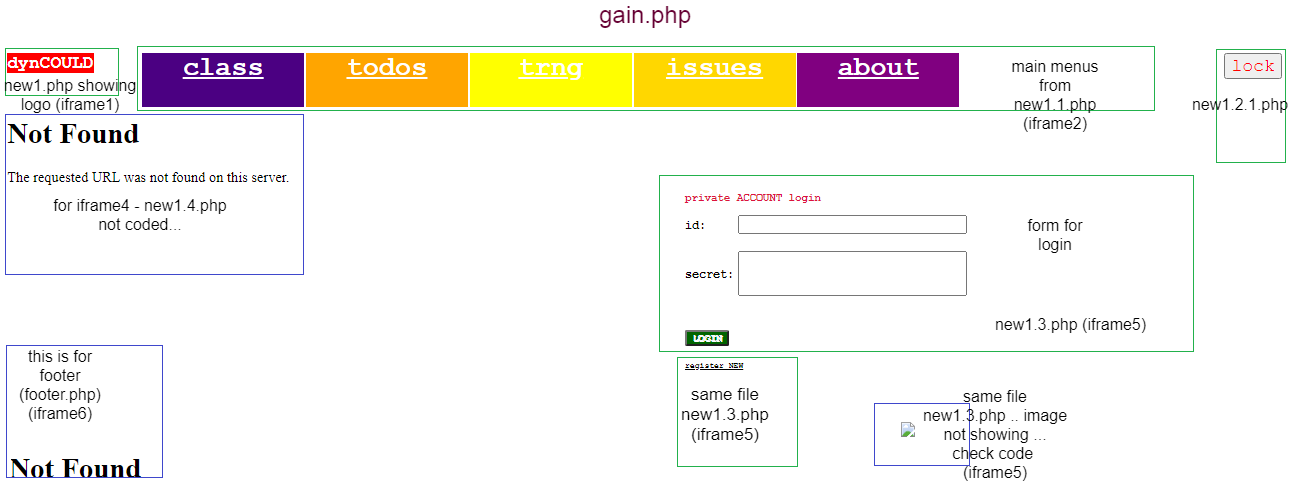 gain.php
dynCOULD
new1.php showing
logo (iframe1)
class
todos
trng
issues
about
main menus
from
new1.1.php
(iframe2)
lock
new1.2.1.php
Not Found
The requested URL was not found on this server.
for iframe4 - new1.4.php
not coded...
private ACCOUNT login
id:
secret:
LOGIN
form for
login
new1.3.php (iframe5)
this is for
footer
(footer.php)
(iframe6)
Not Found
register NEW
same file
new1.3.php
(iframe5)
same file
new1.3.php .. image
not showing ...
check code
(iframe5)